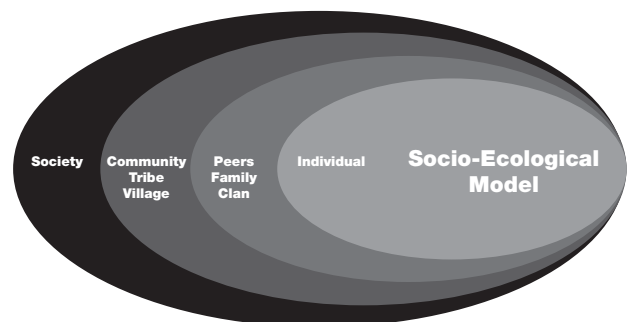 Society
Community
Tribe
Village
Peers
Family
Clan
Individual
Socio-Ecological
Model